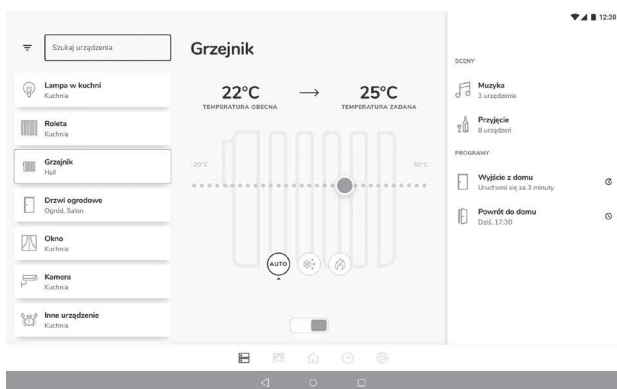 12:30
Szukaj urządzenia
Lampa w kuchni
Kuchnia
Roleta
Kuchnia
Grzejnik
Hall
Drzwi ogrodowe
Ogród, Salon
Okno
Kuchnia
Kamera
Kuchnia
Inne urządzenie
Kuchnia
Grzejnik
22°C → 25°C
TEMPERATURA OBECNA TEMPERATURA ZADANA
-20°C 50°C
AUTO
SCENY
Muzyka
3 urządzenia
Przyjęcie
8 urządzeń
PROGRAMY
Wyjście z domu
Uruchomi się za 3 minuty
Powrót do domu
Dziś, 17:30